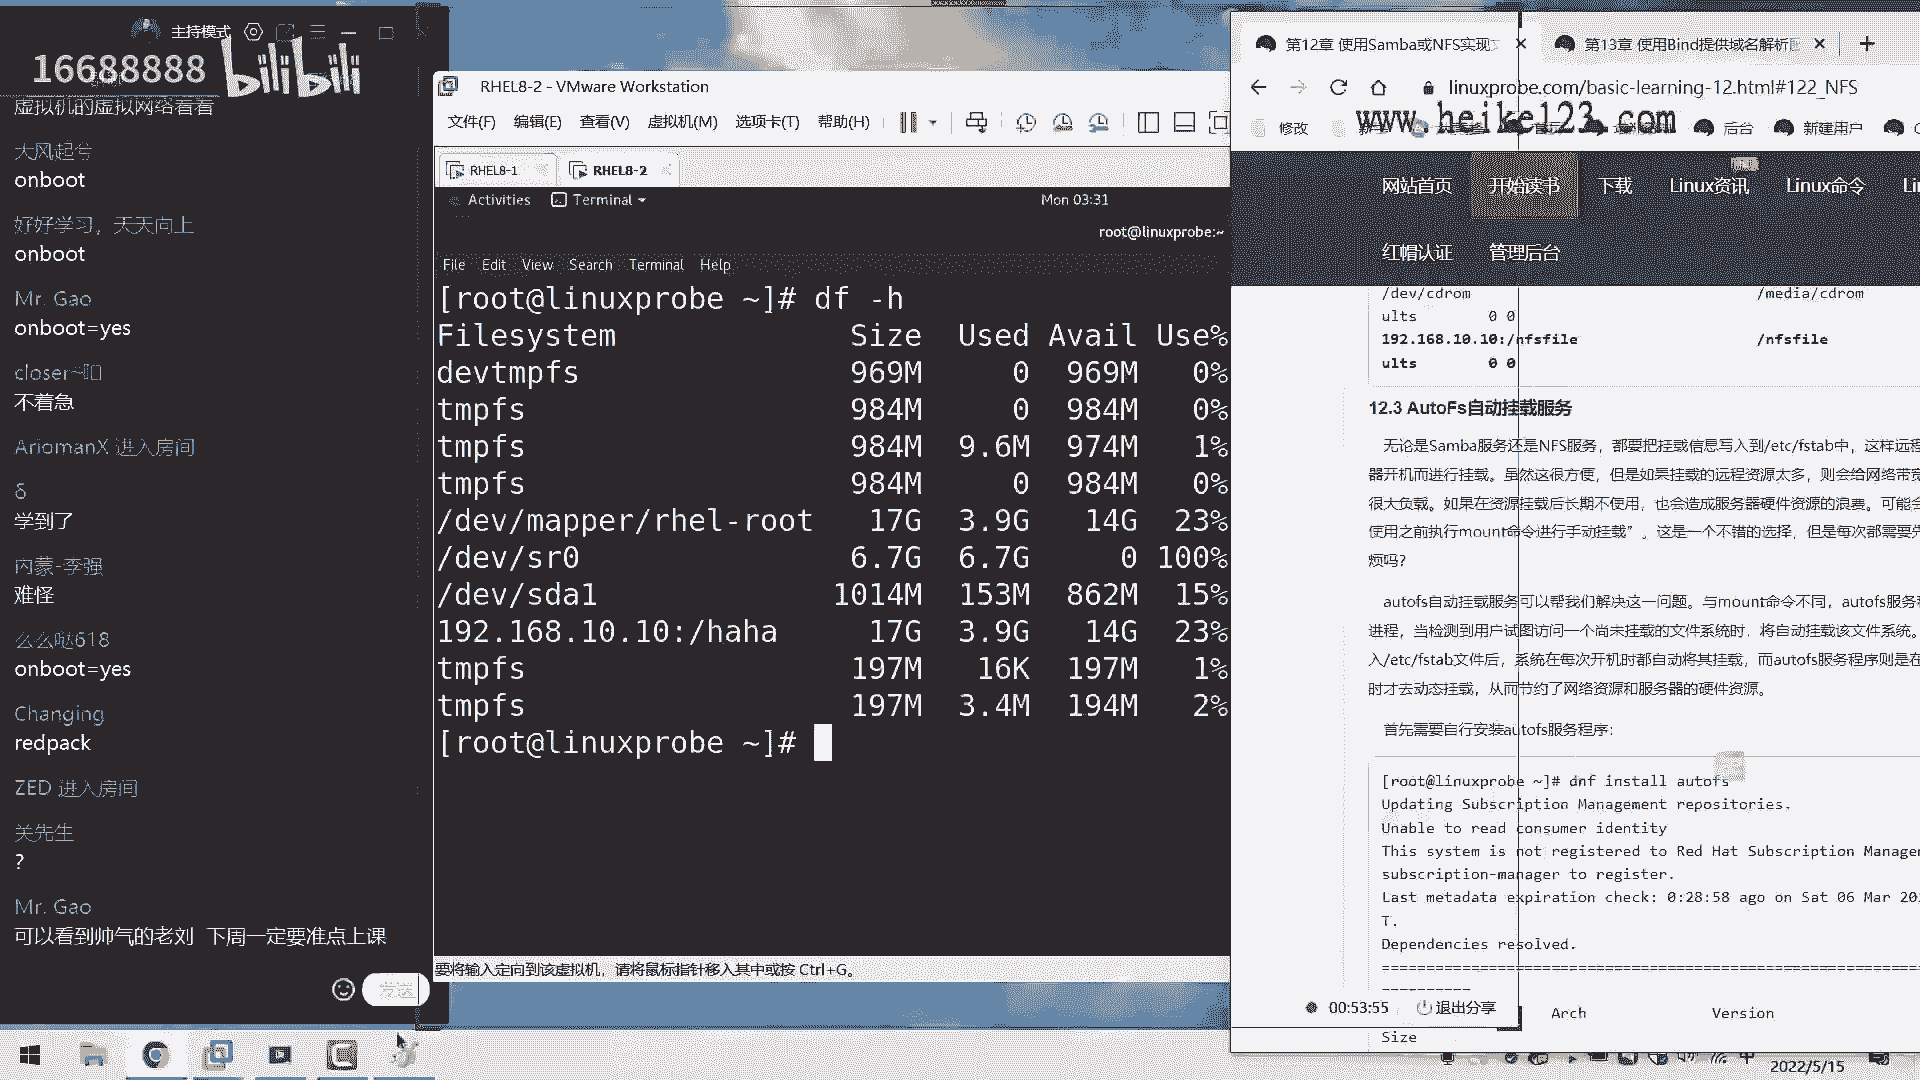 主持模式
16688888
bilibili
虚拟机的虚拟网络看看
大风起兮
onboot
好好学习，天天向上
onboot
Mr. Gao
onboot=yes
不着急
AriomanX 进入房间
δ
学到了
内蒙-李强
难怪
么么哒618
onboot=yes
Changing
redpack
ZED 进入房间
关先生
?
Mr. Gao
可以看到帅气的老刘 下周一定要准点上课
发送
RHEL8-2 - VMware Workstation
文件(F) 编辑(E) 查看(V) 虚拟机(M) 选项卡(T) 帮助(H)
RHEL8-1 RHEL8-2
Activities Terminal Mon 03:31
root@linuxprobe:~
File Edit View Search Terminal Help
[root@linuxprobe ~]# df -h
Filesystem Size Used Avail Use%
devtmpfs 969M 0 969M 0%
tmpfs 984M 0 984M 0%
tmpfs 984M 9.6M 974M 1%
tmpfs 984M 0 984M 0%
/dev/mapper/rhel-root 17G 3.9G 14G 23%
/dev/sr0 6.7G 6.7G 0 100%
/dev/sda1 1014M 153M 862M 15%
192.168.10.10:/haha 17G 3.9G 14G 23%
tmpfs 197M 16K 197M 1%
tmpfs 197M 3.4M 194M 2%
[root@linuxprobe ~]#
要将输入定向到该虚拟机，请将鼠标指针移入其中或按 Ctrl+G。
第12章 使用Samba或NFS实现 第13章 使用Bind提供域名解析
linuxprobe.com/basic-learning-12.html#122_NFS
www.heike123.com
修改 后台 新建用户
网站首页 开始读书 下载 Linux资讯 Linux命令
红帽认证 管理后台
/dev/cdrom /media/cdrom
ults 0 0
192.168.10.10:/nfsfile /nfsfile
ults 0 0
12.3 AutoFs自动挂载服务
无论是Samba服务还是NFS服务，都要把挂载信息写入到/etc/fstab中，这样远程
器开机而进行挂载。虽然这很方便，但是如果挂载的远程资源太多，则会给网络带宽
很大负载。如果在资源挂载后长期不使用，也会造成服务器硬件资源的浪费。可能会
使用之前执行mount命令进行手动挂载”。这是一个不错的选择，但是每次都需要先
烦吗？
autofs自动挂载服务可以帮我们解决这一问题。与mount命令不同，autofs服务
进程，当检测到用户试图访问一个尚未挂载的文件系统时，将自动挂载该文件系统。
入/etc/fstab文件后，系统在每次开机时都自动将其挂载，而autofs服务程序则是在
时才去动态挂载，从而节约了网络资源和服务器的硬件资源。
首先需要自行安装autofs服务程序：
[root@linuxprobe ~]# dnf install autofs
Updating Subscription Management repositories.
Unable to read consumer identity
This system is not registered to Red Hat Subscription Manage
subscription-manager to register.
Last metadata expiration check: 0:28:58 ago on Sat 06 Mar 20
T.
Dependencies resolved.
Arch Version
Size
00:53:55 退出分享
中
2022/5/15